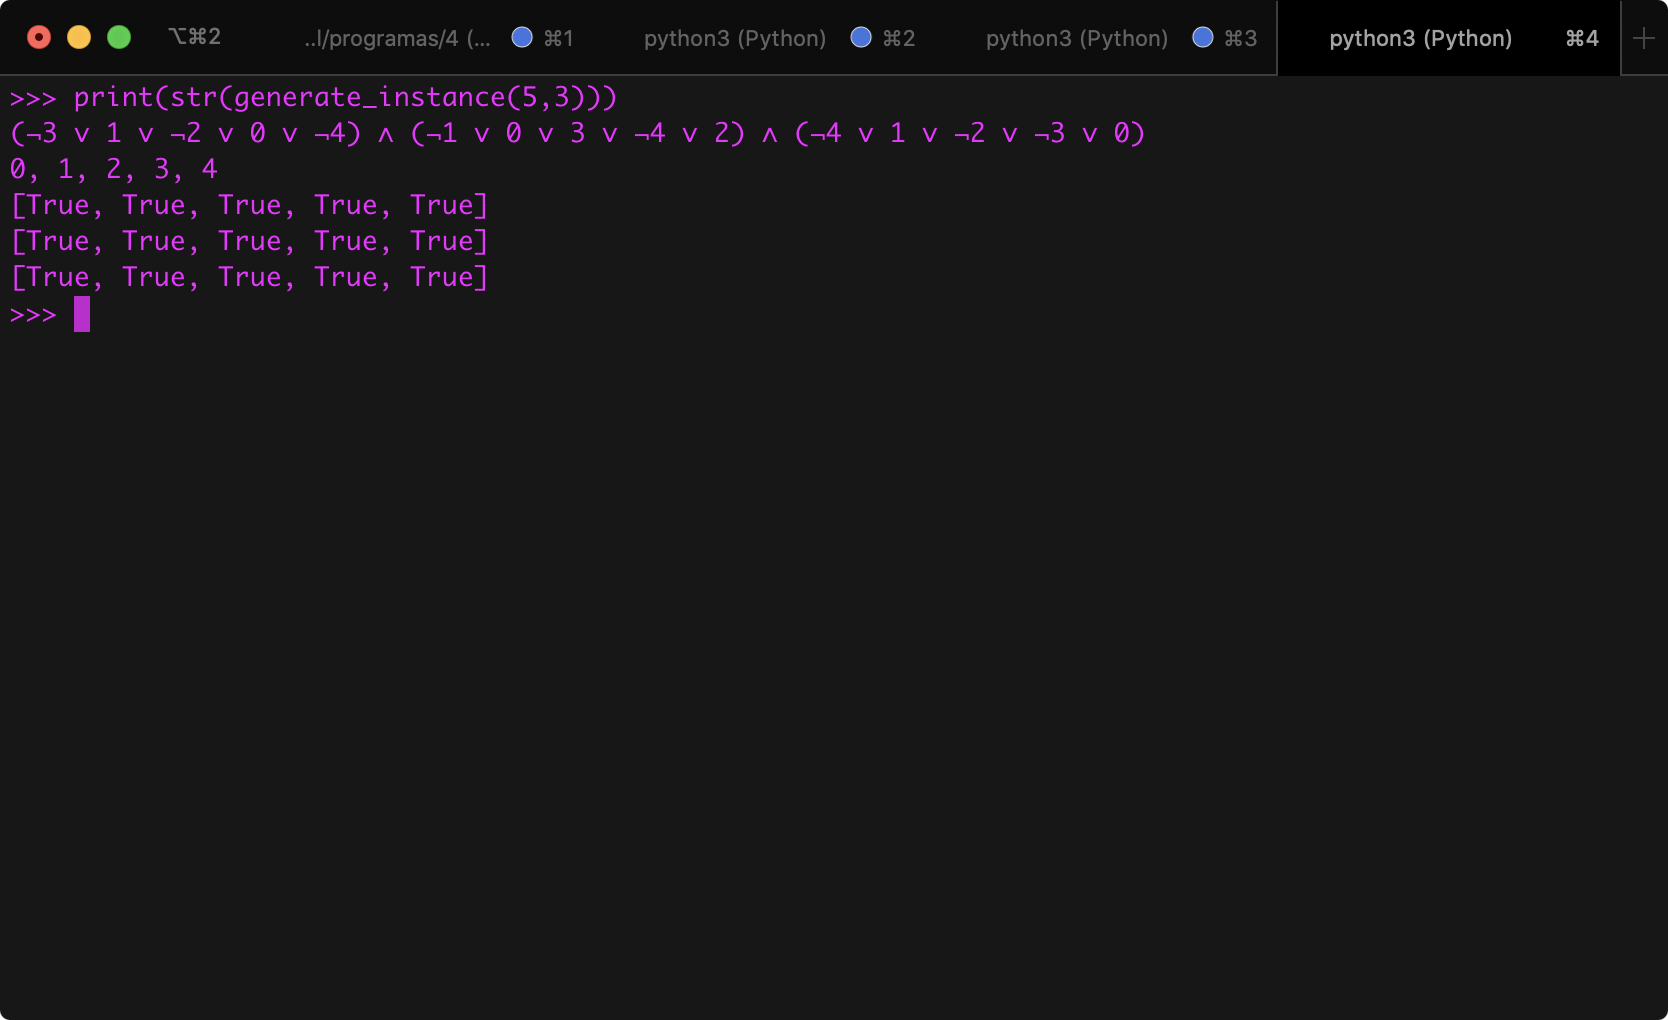 ⌥⌘2 ..l/programas/4 (... ⌘1 python3 (Python) ⌘2 python3 (Python) ⌘3 python3 (Python) ⌘4
>>> print(str(generate_instance(5,3)))
(¬3 ∨ 1 ∨ ¬2 ∨ 0 ∨ ¬4) ∧ (¬1 ∨ 0 ∨ 3 ∨ ¬4 ∨ 2) ∧ (¬4 ∨ 1 ∨ ¬2 ∨ ¬3 ∨ 0)
0, 1, 2, 3, 4
[True, True, True, True, True]
[True, True, True, True, True]
[True, True, True, True, True]
>>>